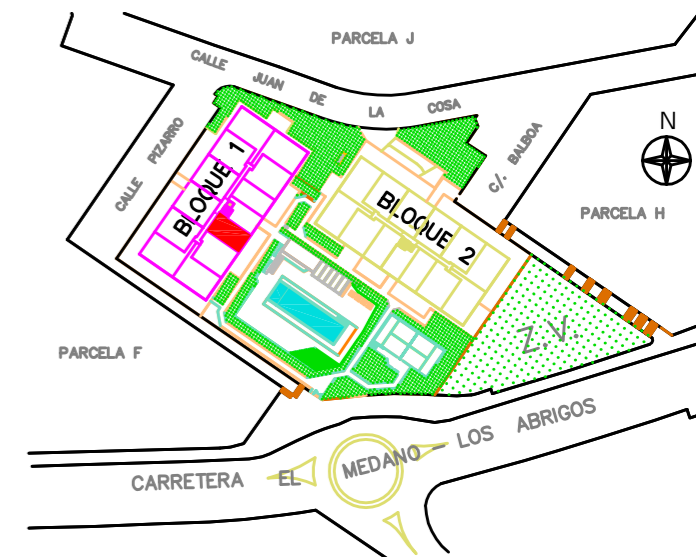 PARCELA J
CALLE JUAN DE LA COSA
N
CALLE PIZARRO
C/. BALBOA
BLOQUE 1
BLOQUE 2
PARCELA H
Z.V.
PARCELA F
CARRETERA EL MEDANO - LOS ABRIGOS